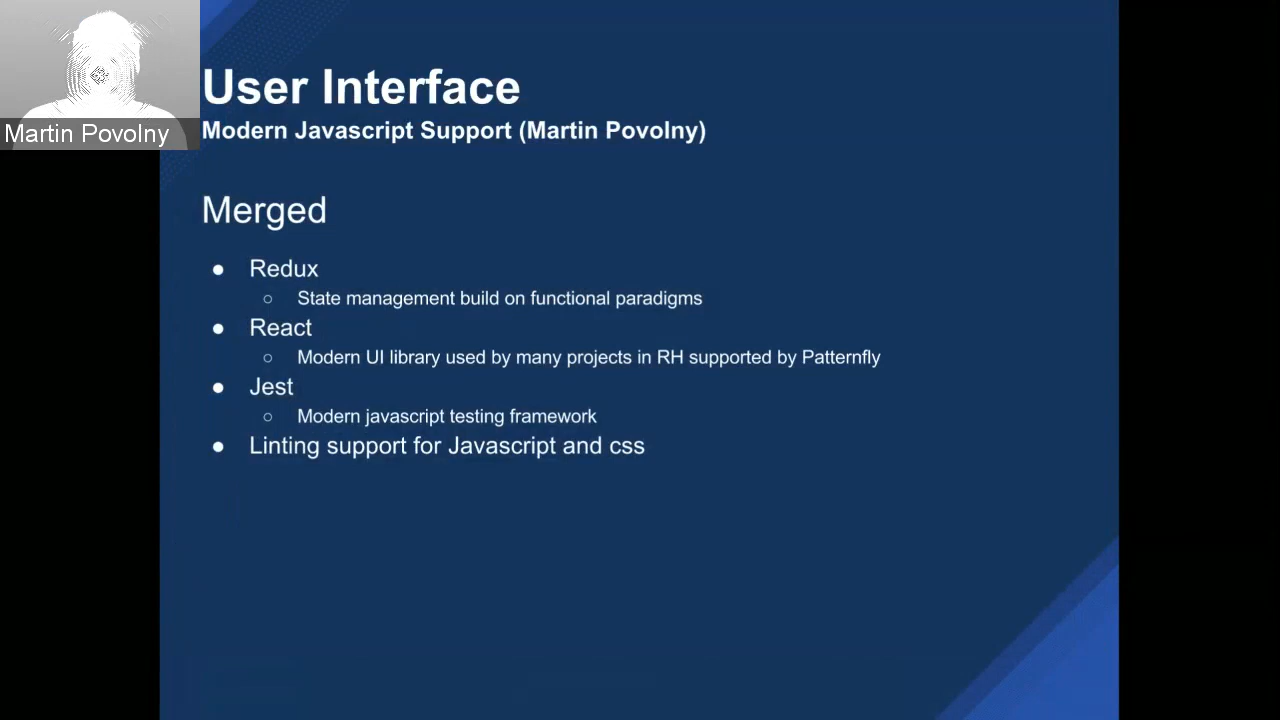 Martin Povolny
User Interface
Modern Javascript Support (Martin Povolny)
Merged
● Redux
○ State management build on functional paradigms
● React
○ Modern UI library used by many projects in RH supported by Patternfly
● Jest
○ Modern javascript testing framework
● Linting support for Javascript and css